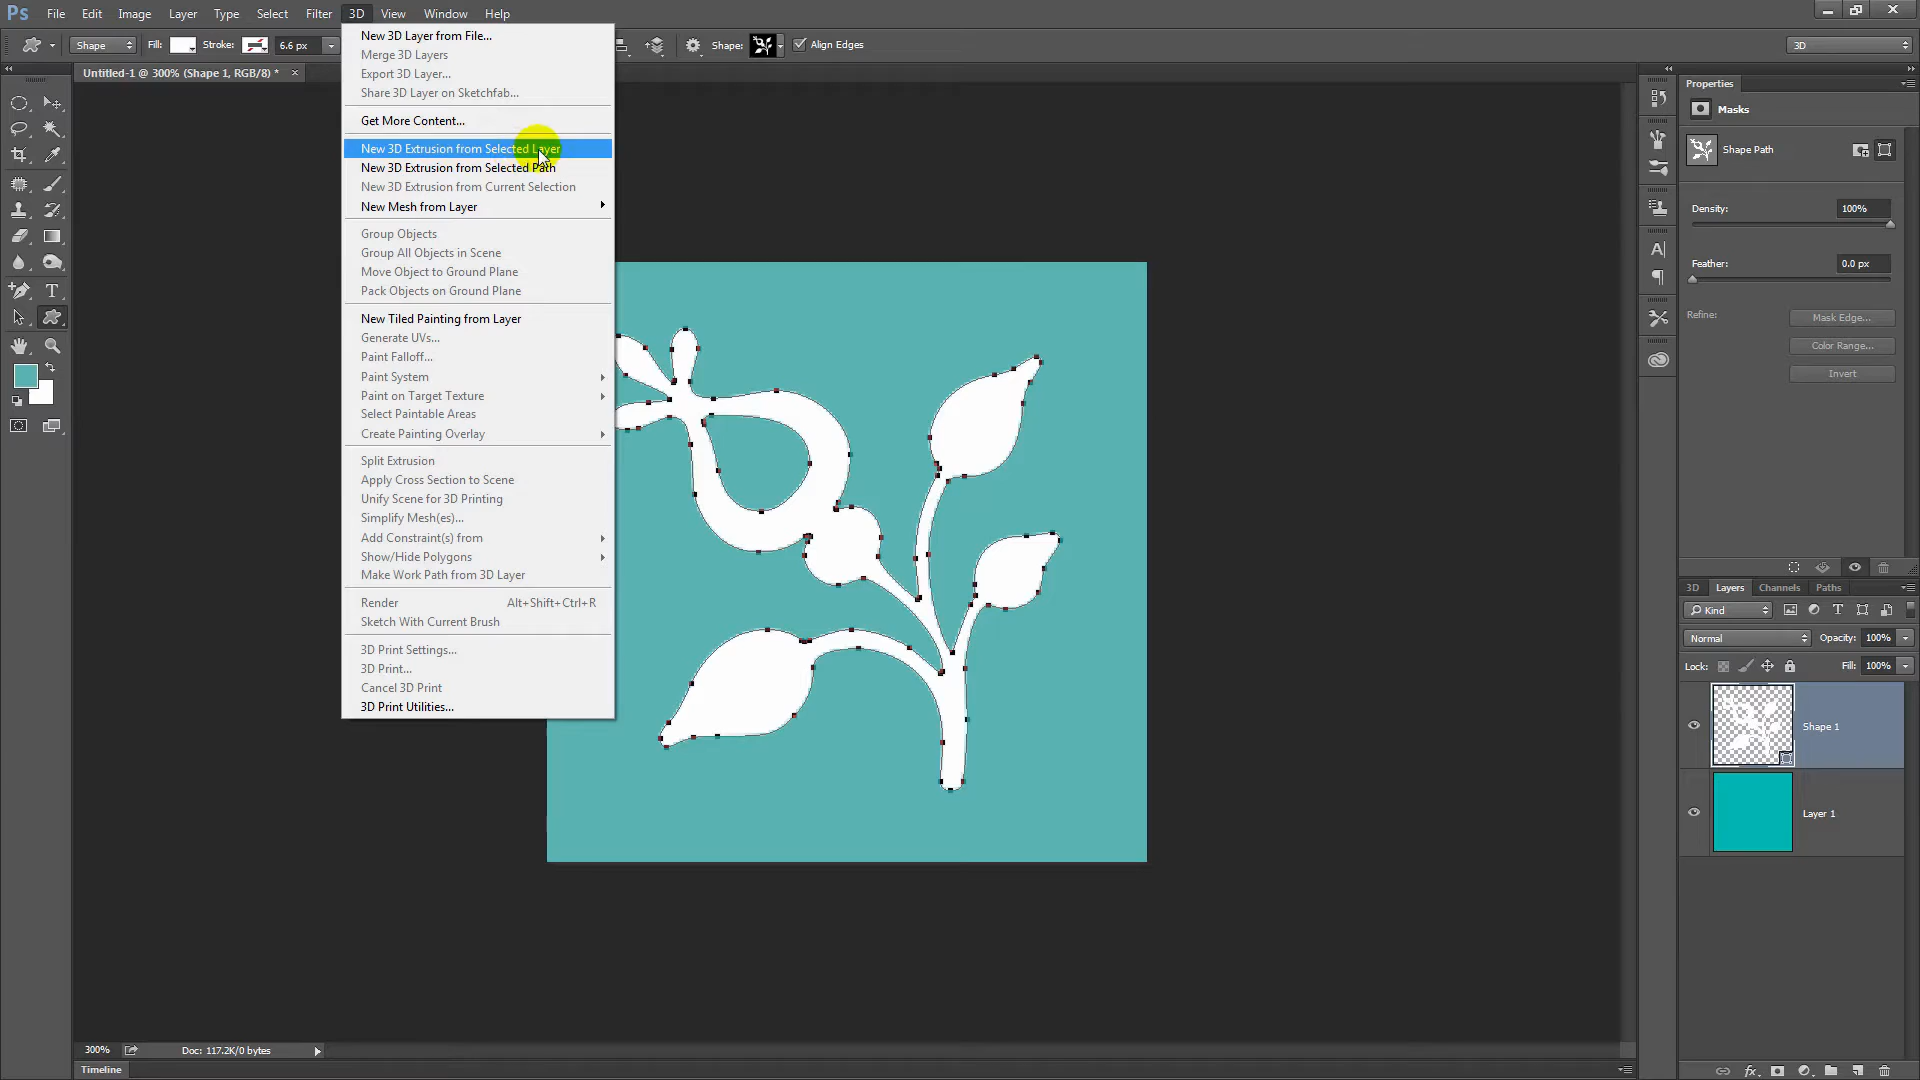 Ps File Edit Image Layer Type Select Filter 3D View Window Help
Shape Fill: Stroke: 6.6 px Shape: Align Edges 3D
Untitled-1 @ 300% (Shape 1, RGB/8) * ×
New 3D Layer from File...
Merge 3D Layers
Export 3D Layer...
Share 3D Layer on Sketchfab...
Get More Content...
New 3D Extrusion from Selected Layer
New 3D Extrusion from Selected Path
New 3D Extrusion from Current Selection
New Mesh from Layer
Group Objects
Group All Objects in Scene
Move Object to Ground Plane
Pack Objects on Ground Plane
New Tiled Painting from Layer
Generate UVs...
Paint Falloff...
Paint System
Paint on Target Texture
Select Paintable Areas
Create Painting Overlay
Split Extrusion
Apply Cross Section to Scene
Unify Scene for 3D Printing
Simplify Mesh(es)...
Add Constraint(s) from
Show/Hide Polygons
Make Work Path from 3D Layer
Render Alt+Shift+Ctrl+R
Sketch With Current Brush
3D Print Settings...
3D Print...
Cancel 3D Print
3D Print Utilities...
Properties
Masks
Shape Path
Density: 100%
Feather: 0.0 px
Refine: Mask Edge...
Color Range...
Invert
3D Layers Channels Paths
Kind
Normal Opacity: 100%
Lock: Fill: 100%
Shape 1
Layer 1
300% Doc: 117.2K/0 bytes
Timeline